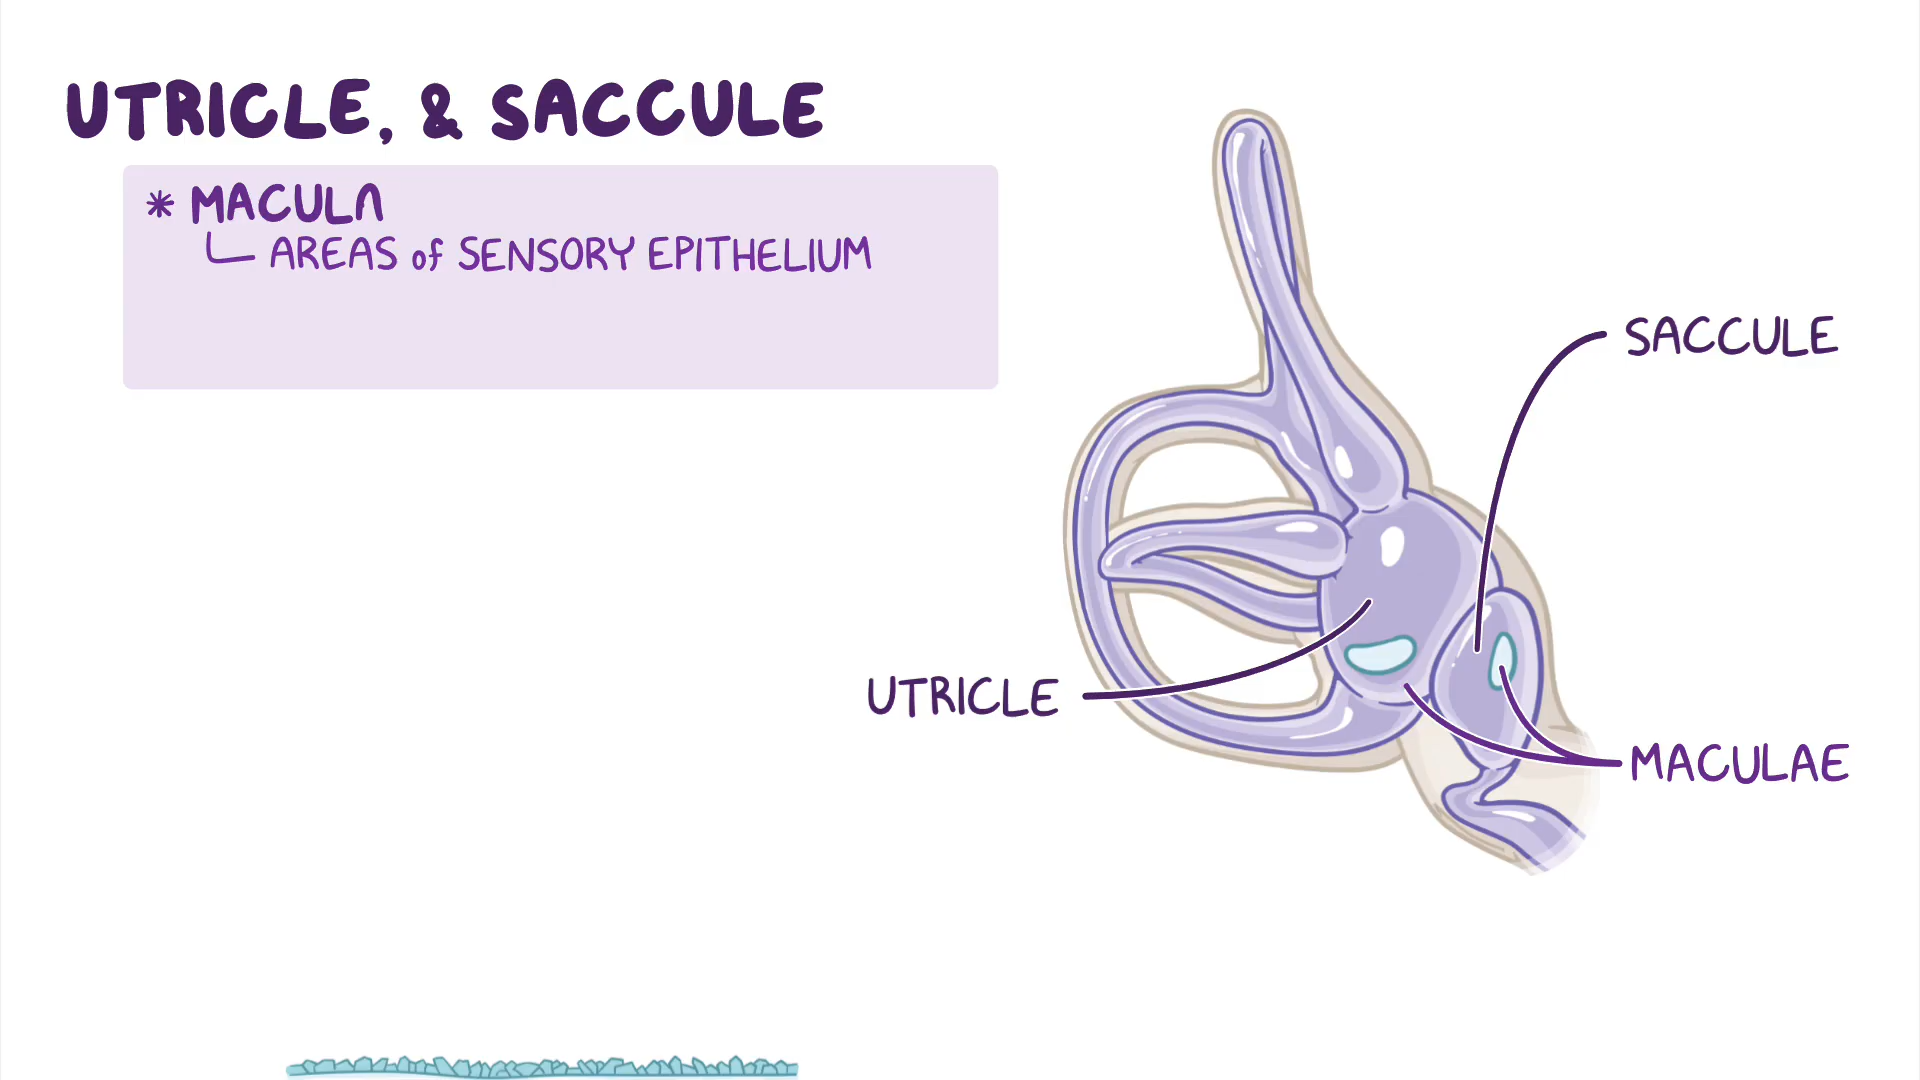 UTRICLE, & SACCULE
* MACULA
AREAS of SENSORY EPITHELIUM
SACCULE
UTRICLE
MACULAE